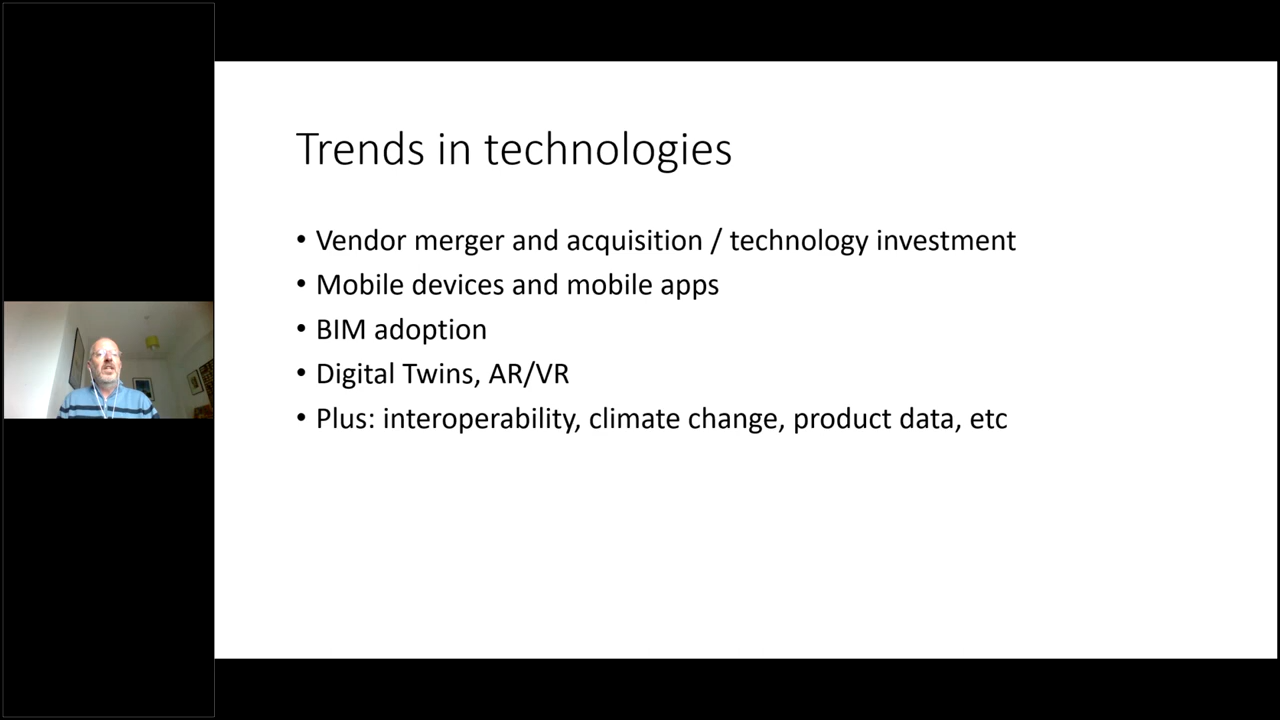 Trends in technologies
• Vendor merger and acquisition / technology investment
• Mobile devices and mobile apps
• BIM adoption
• Digital Twins, AR/VR
• Plus: interoperability, climate change, product data, etc